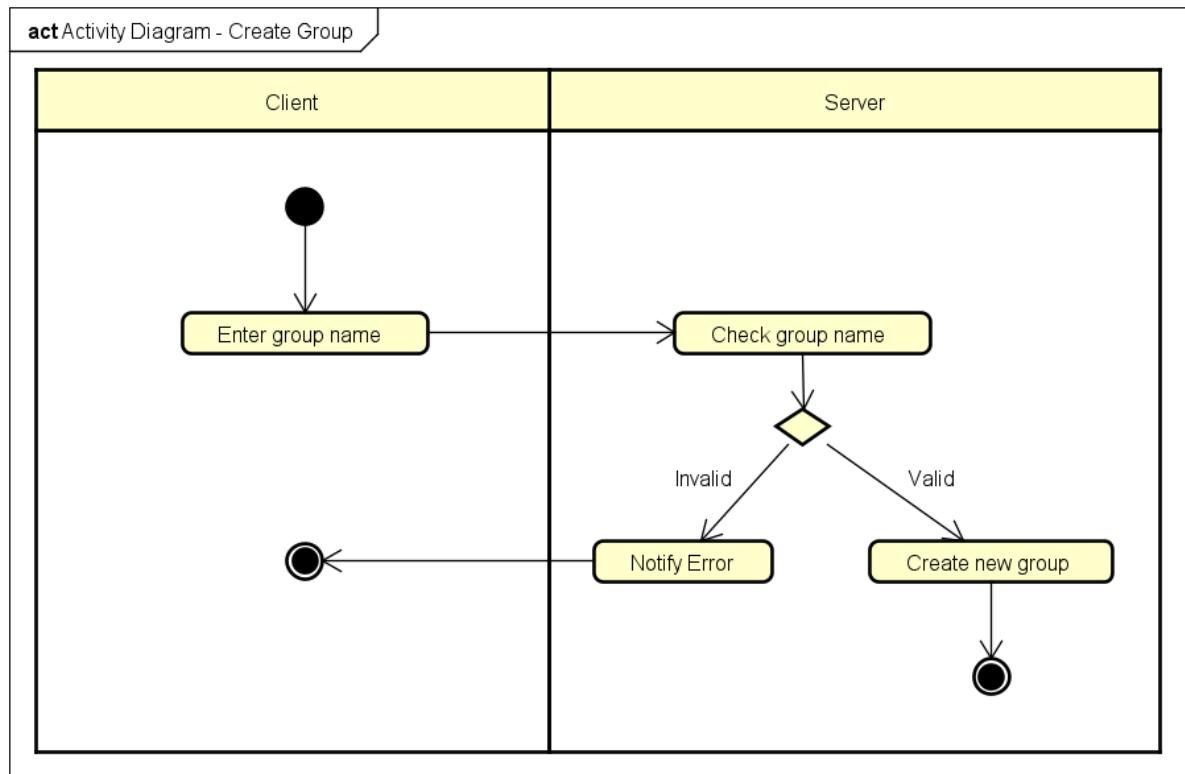 act Activity Diagram - Create Group
Client
Server
Enter group name
Check group name
Invalid
Valid
Notify Error
Create new group